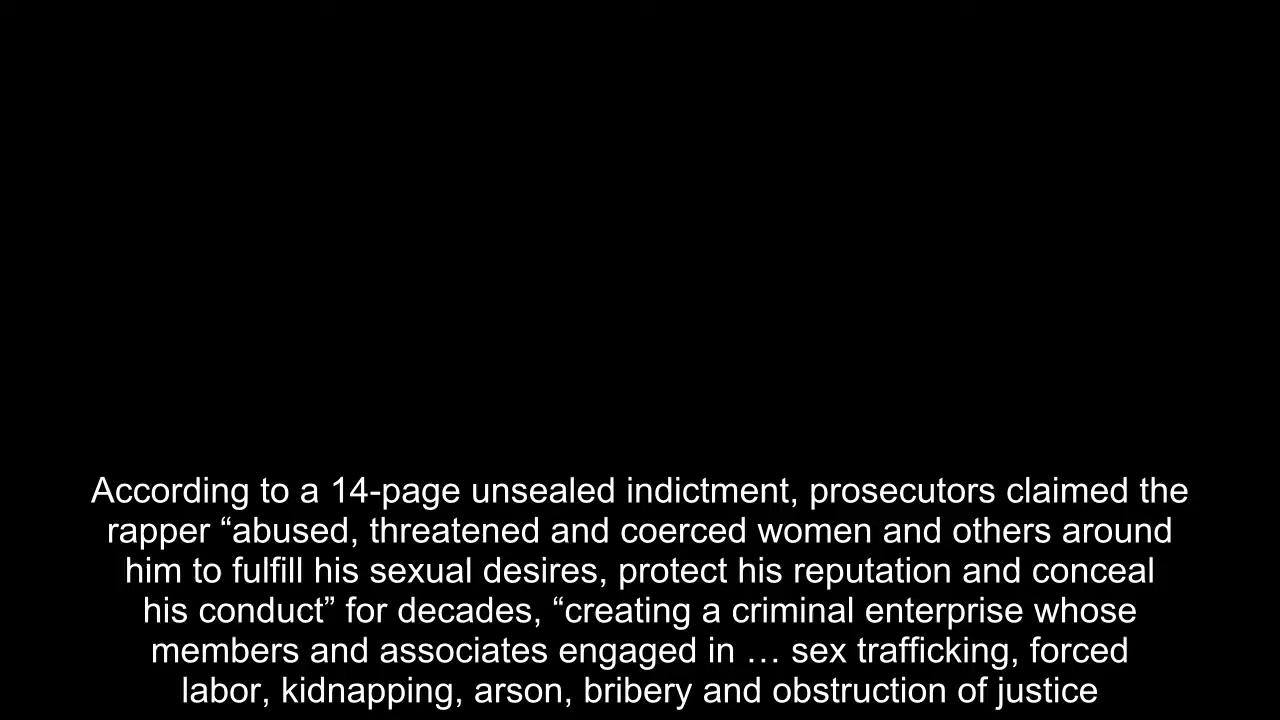 According to a 14-page unsealed indictment, prosecutors claimed the
rapper “abused, threatened and coerced women and others around
him to fulfill his sexual desires, protect his reputation and conceal
his conduct” for decades, “creating a criminal enterprise whose
members and associates engaged in … sex trafficking, forced
labor, kidnapping, arson, bribery and obstruction of justice